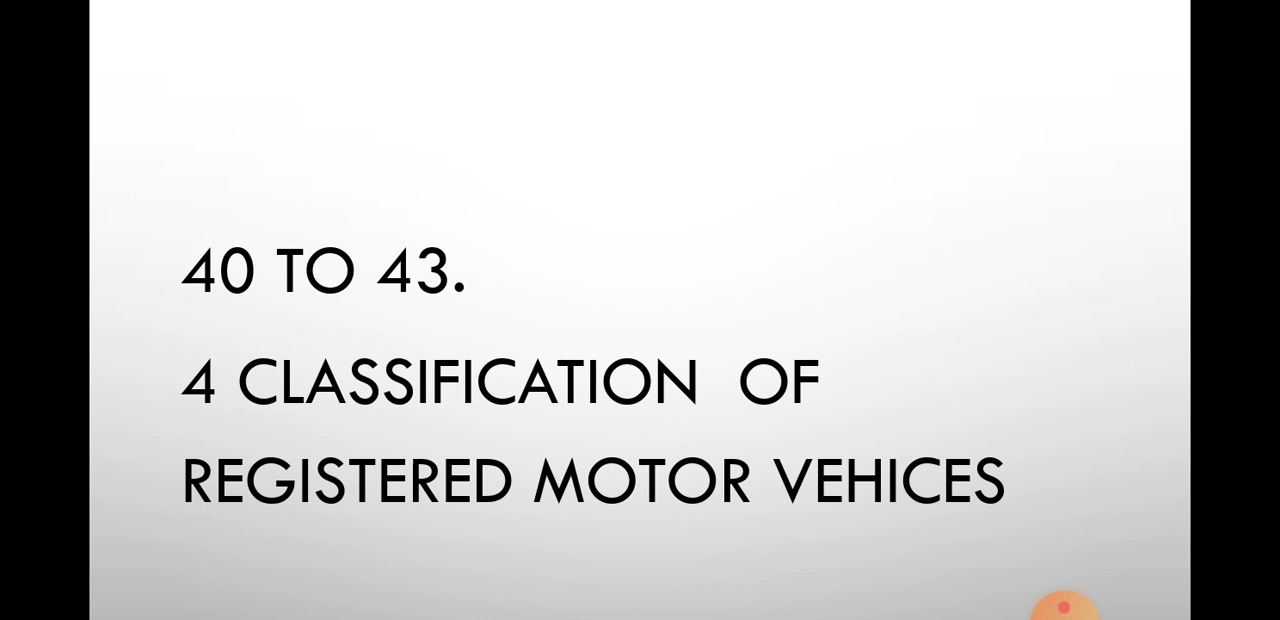 40 TO 43.
4 CLASSIFICATION OF
REGISTERED MOTOR VEHICES